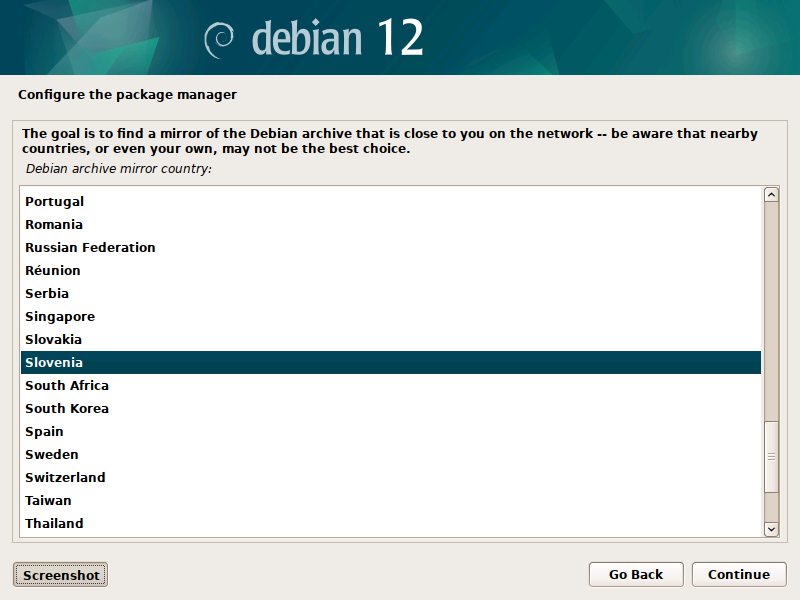 debian 12
Configure the package manager
The goal is to find a mirror of the Debian archive that is close to you on the network -- be aware that nearby
countries, or even your own, may not be the best choice.
Debian archive mirror country:
Portugal
Romania
Russian Federation
Réunion
Serbia
Singapore
Slovakia
Slovenia
South Africa
South Korea
Spain
Sweden
Switzerland
Taiwan
Thailand
Screenshot
Go Back
Continue